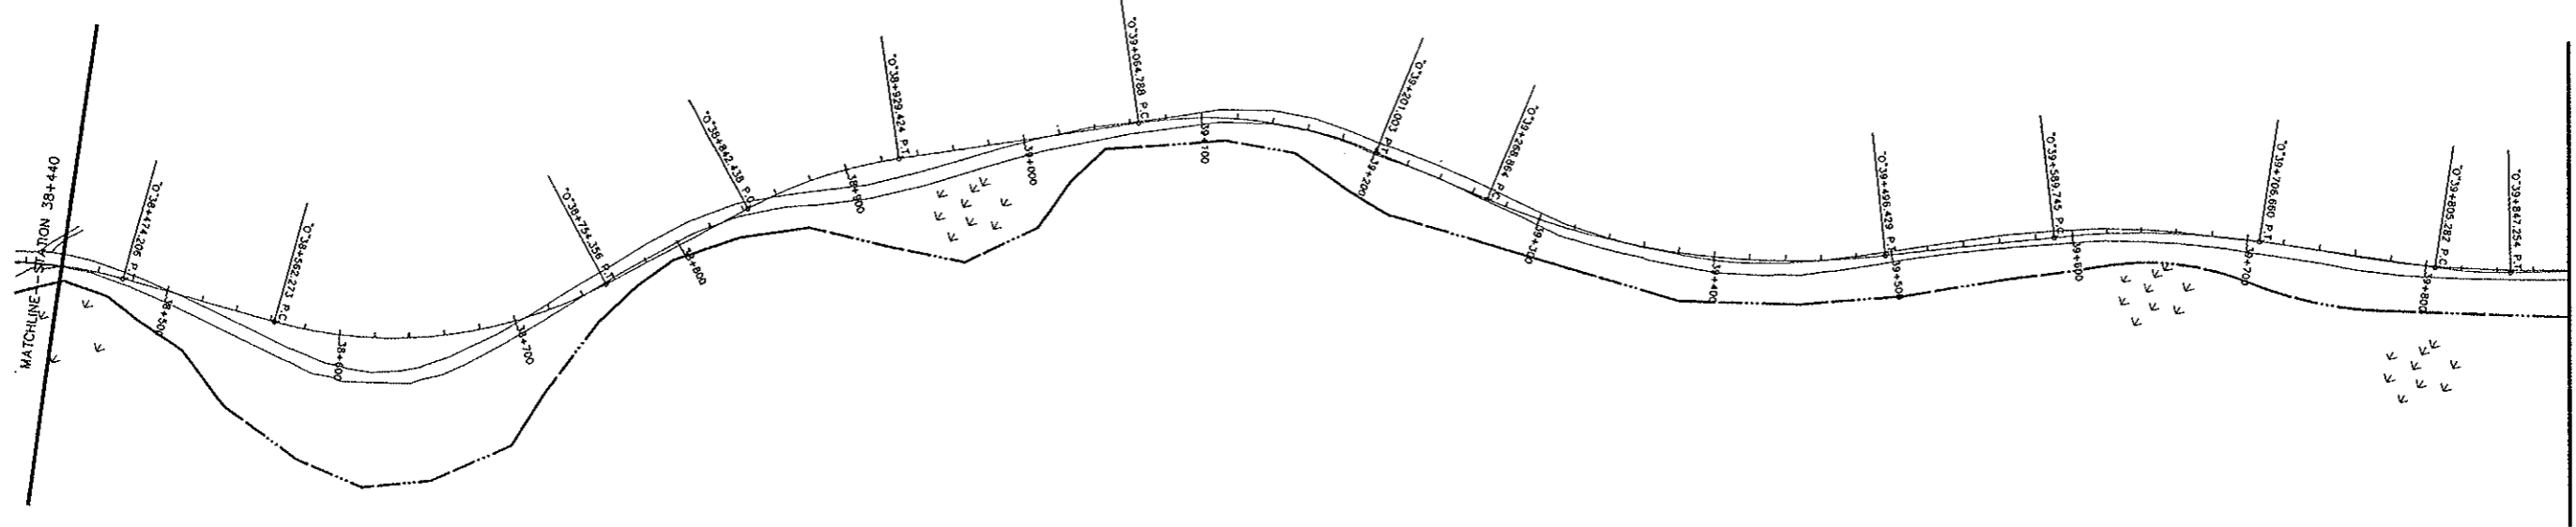 MATCHLINE--STATION 38+440
"O"38+474.206 P.T.
38+500
"O"38+562.273 P.C.
38+600
38+700
"O"38+754.356 P.T.
38+800
"O"38+842.438 P.C.
38+900
"O"38+929.424 P.T.
39+000
"O"39+064.788 P.C.
39+100
39+200
"O"39+201.003 P.T.
"O"39+268.864 P.C.
39+300
39+400
"O"39+496.429 P.T.
39+500
"O"39+589.745 P.C.
39+600
39+700
"O"39+706.660 P.T.
39+800
"O"39+805.282 P.C.
"O"39+847.254 P.T.